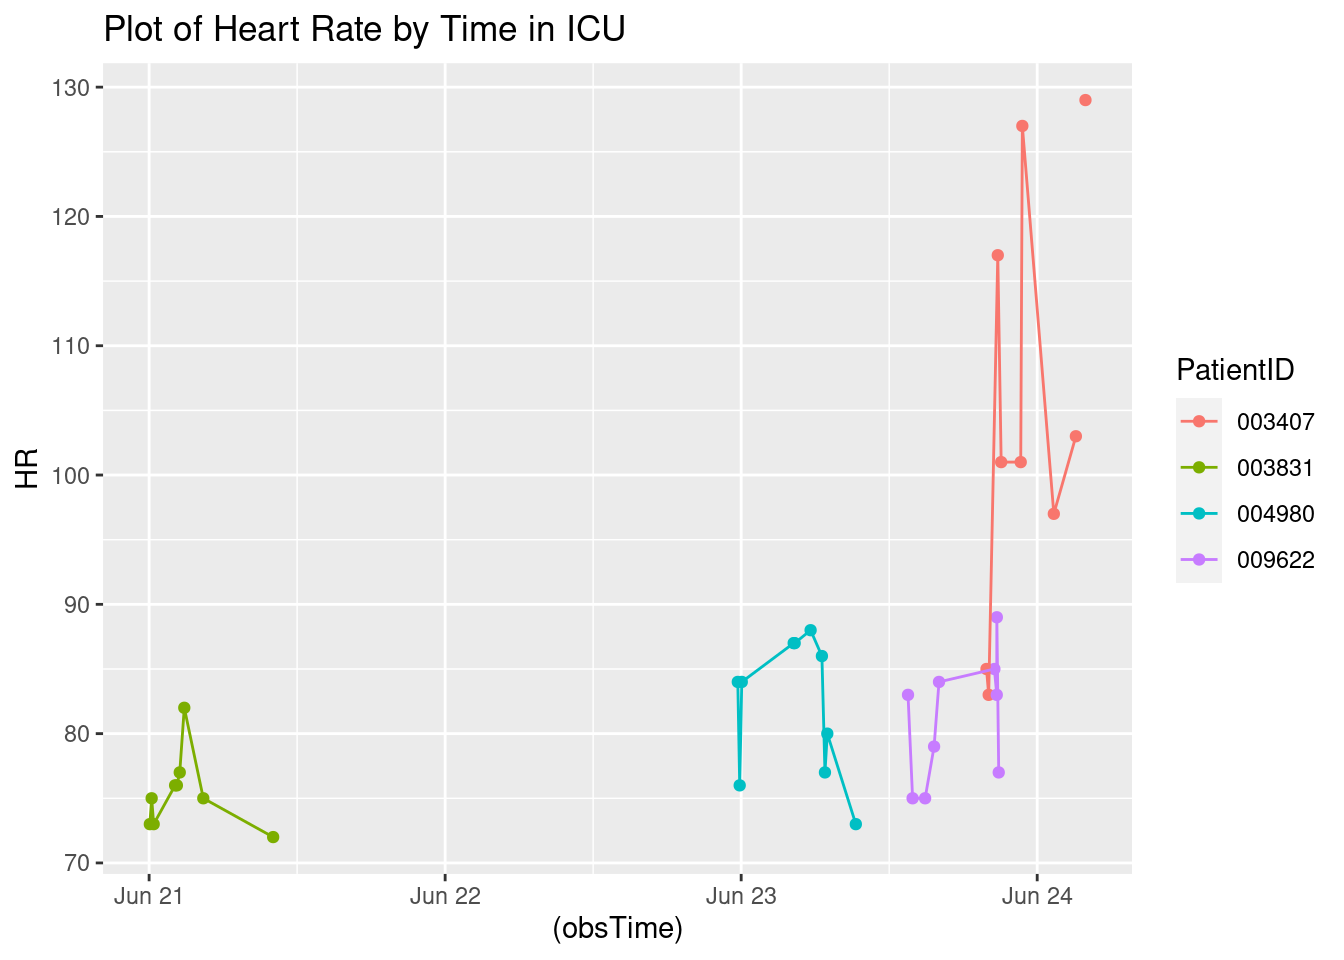 Plot of Heart Rate by Time in ICU
130
120
110
100
90
80
70
HR
Jun 21
Jun 22
Jun 23
Jun 24
(obsTime)
PatientID
003407
003831
004980
009622